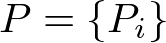 P = {P_i}